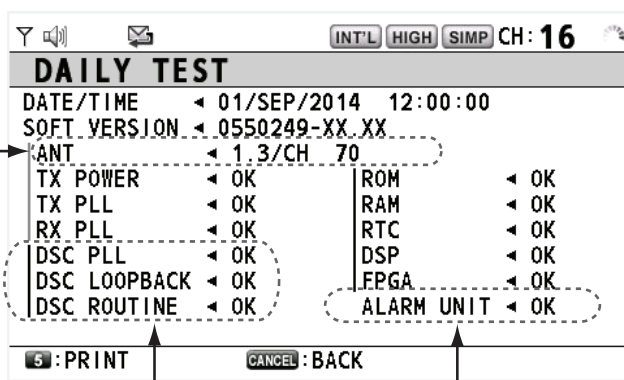 INT'L HIGH SIMP CH: 16
DAILY TEST
DATE/TIME ◄ 01/SEP/2014 12:00:00
SOFT VERSION ◄ 0550249-XX.XX
ANT ◄ 1.3/CH 70
TX POWER ◄ OK
TX PLL ◄ OK
RX PLL ◄ OK
DSC PLL ◄ OK
DSC LOOPBACK ◄ OK
DSC ROUTINE ◄ OK
ROM ◄ OK
RAM ◄ OK
RTC ◄ OK
DSP ◄ OK
FPGA ◄ OK
ALARM UNIT ◄ OK
5 : PRINT CANCEL : BACK